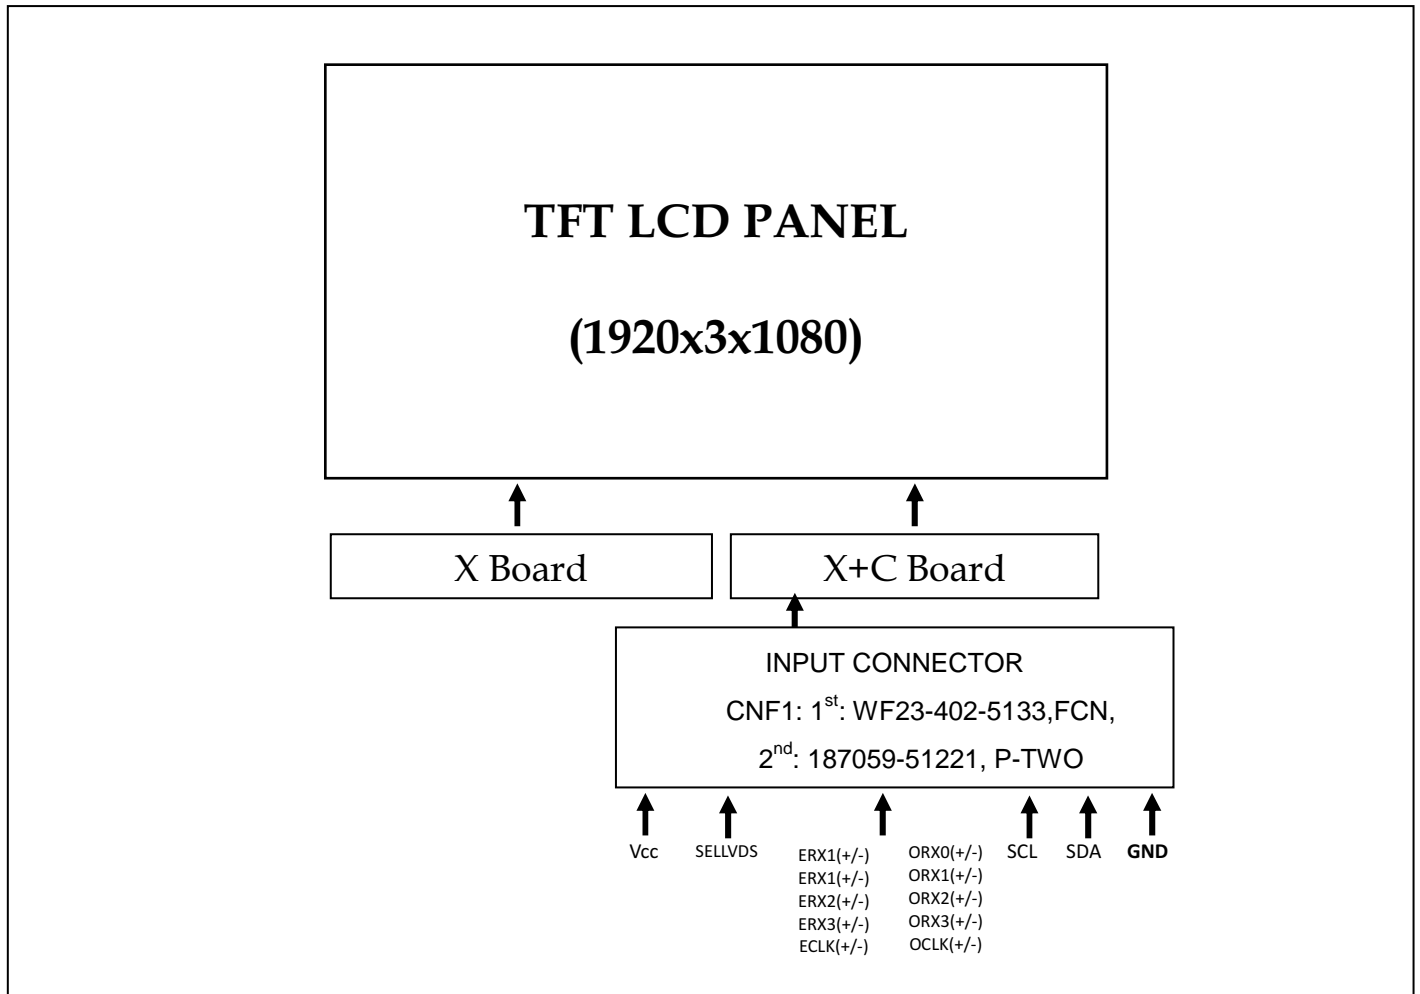 TFT LCD PANEL
(1920x3x1080)
X Board
X+C Board
INPUT CONNECTOR
CNF1: 1st: WF23-402-5133,FCN,
2nd: 187059-51221, P-TWO
Vcc
SELLVDS
ERX1(+/-)
ERX1(+/-)
ERX2(+/-)
ERX3(+/-)
ECLK(+/-)
ORX0(+/-)
ORX1(+/-)
ORX2(+/-)
ORX3(+/-)
OCLK(+/-)
SCL
SDA
GND